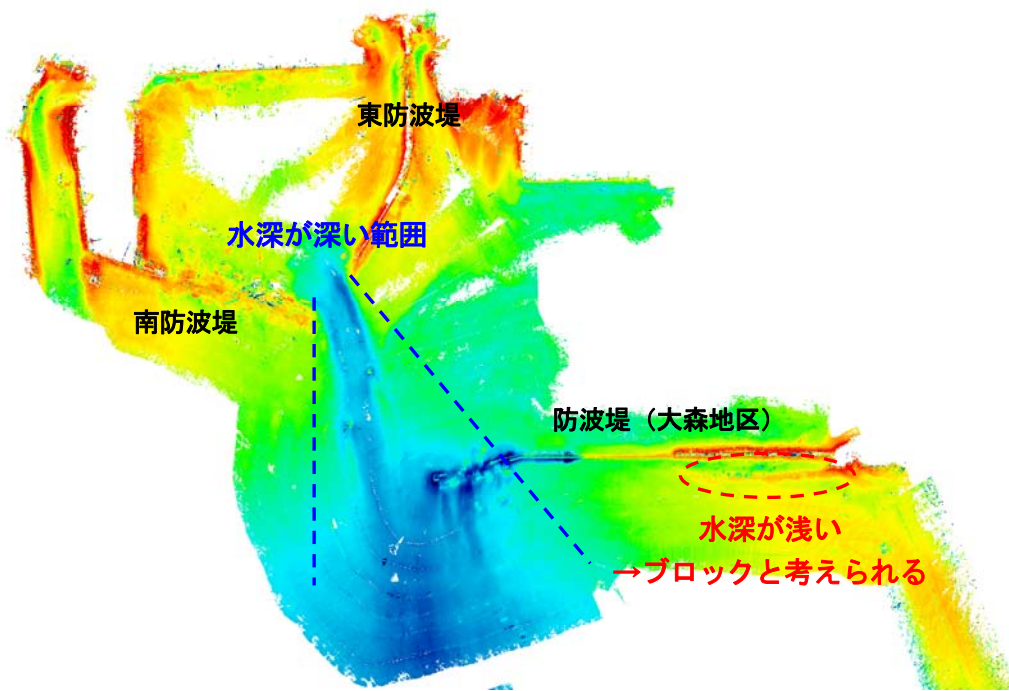 東防波堤
水深が深い範囲
南防波堤
防波堤（大森地区）
水深が浅い
→ブロックと考えられる